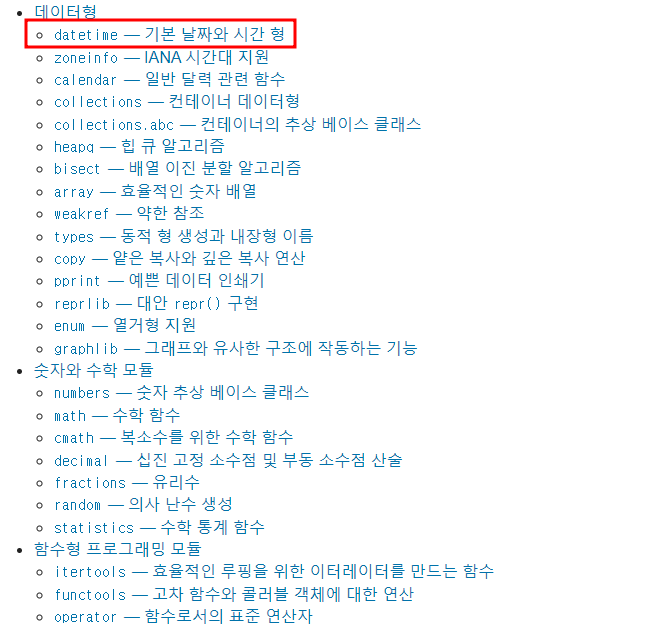 데이터형
datetime — 기본 날짜와 시간 형
zoneinfo — IANA 시간대 지원
calendar — 일반 달력 관련 함수
collections — 컨테이너 데이터형
collections.abc — 컨테이너의 추상 베이스 클래스
heapq — 힙 큐 알고리즘
bisect — 배열 이진 분할 알고리즘
array — 효율적인 숫자 배열
weakref — 약한 참조
types — 동적 형 생성과 내장형 이름
copy — 얕은 복사와 깊은 복사 연산
pprint — 예쁜 데이터 인쇄기
reprlib — 대안 repr() 구현
enum — 열거형 지원
graphlib — 그래프와 유사한 구조에 작동하는 기능
숫자와 수학 모듈
numbers — 숫자 추상 베이스 클래스
math — 수학 함수
cmath — 복소수를 위한 수학 함수
decimal — 십진 고정 소수점 및 부동 소수점 산술
fractions — 유리수
random — 의사 난수 생성
statistics — 수학 통계 함수
함수형 프로그래밍 모듈
itertools — 효율적인 루핑을 위한 이터레이터를 만드는 함수
functools — 고차 함수와 콜러블 객체에 대한 연산
operator — 함수로서의 표준 연산자